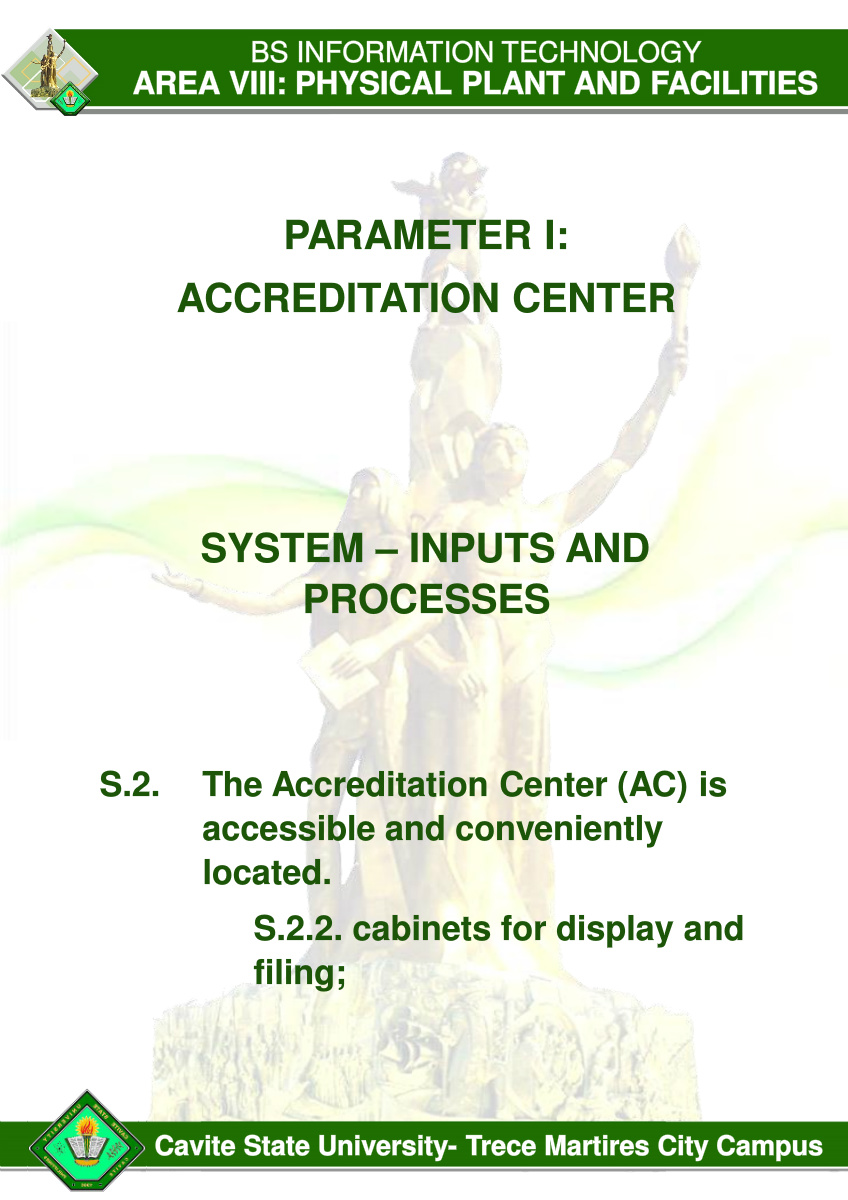 BS INFORMATION TECHNOLOGY
AREA VIII: PHYSICAL PLANT AND FACILITIES
PARAMETER I:
ACCREDITATION CENTER
SYSTEM – INPUTS AND
PROCESSES
S.2. The Accreditation Center (AC) is
accessible and conveniently
located.
S.2.2. cabinets for display and
filing;
Cavite State University- Trece Martires City Campus